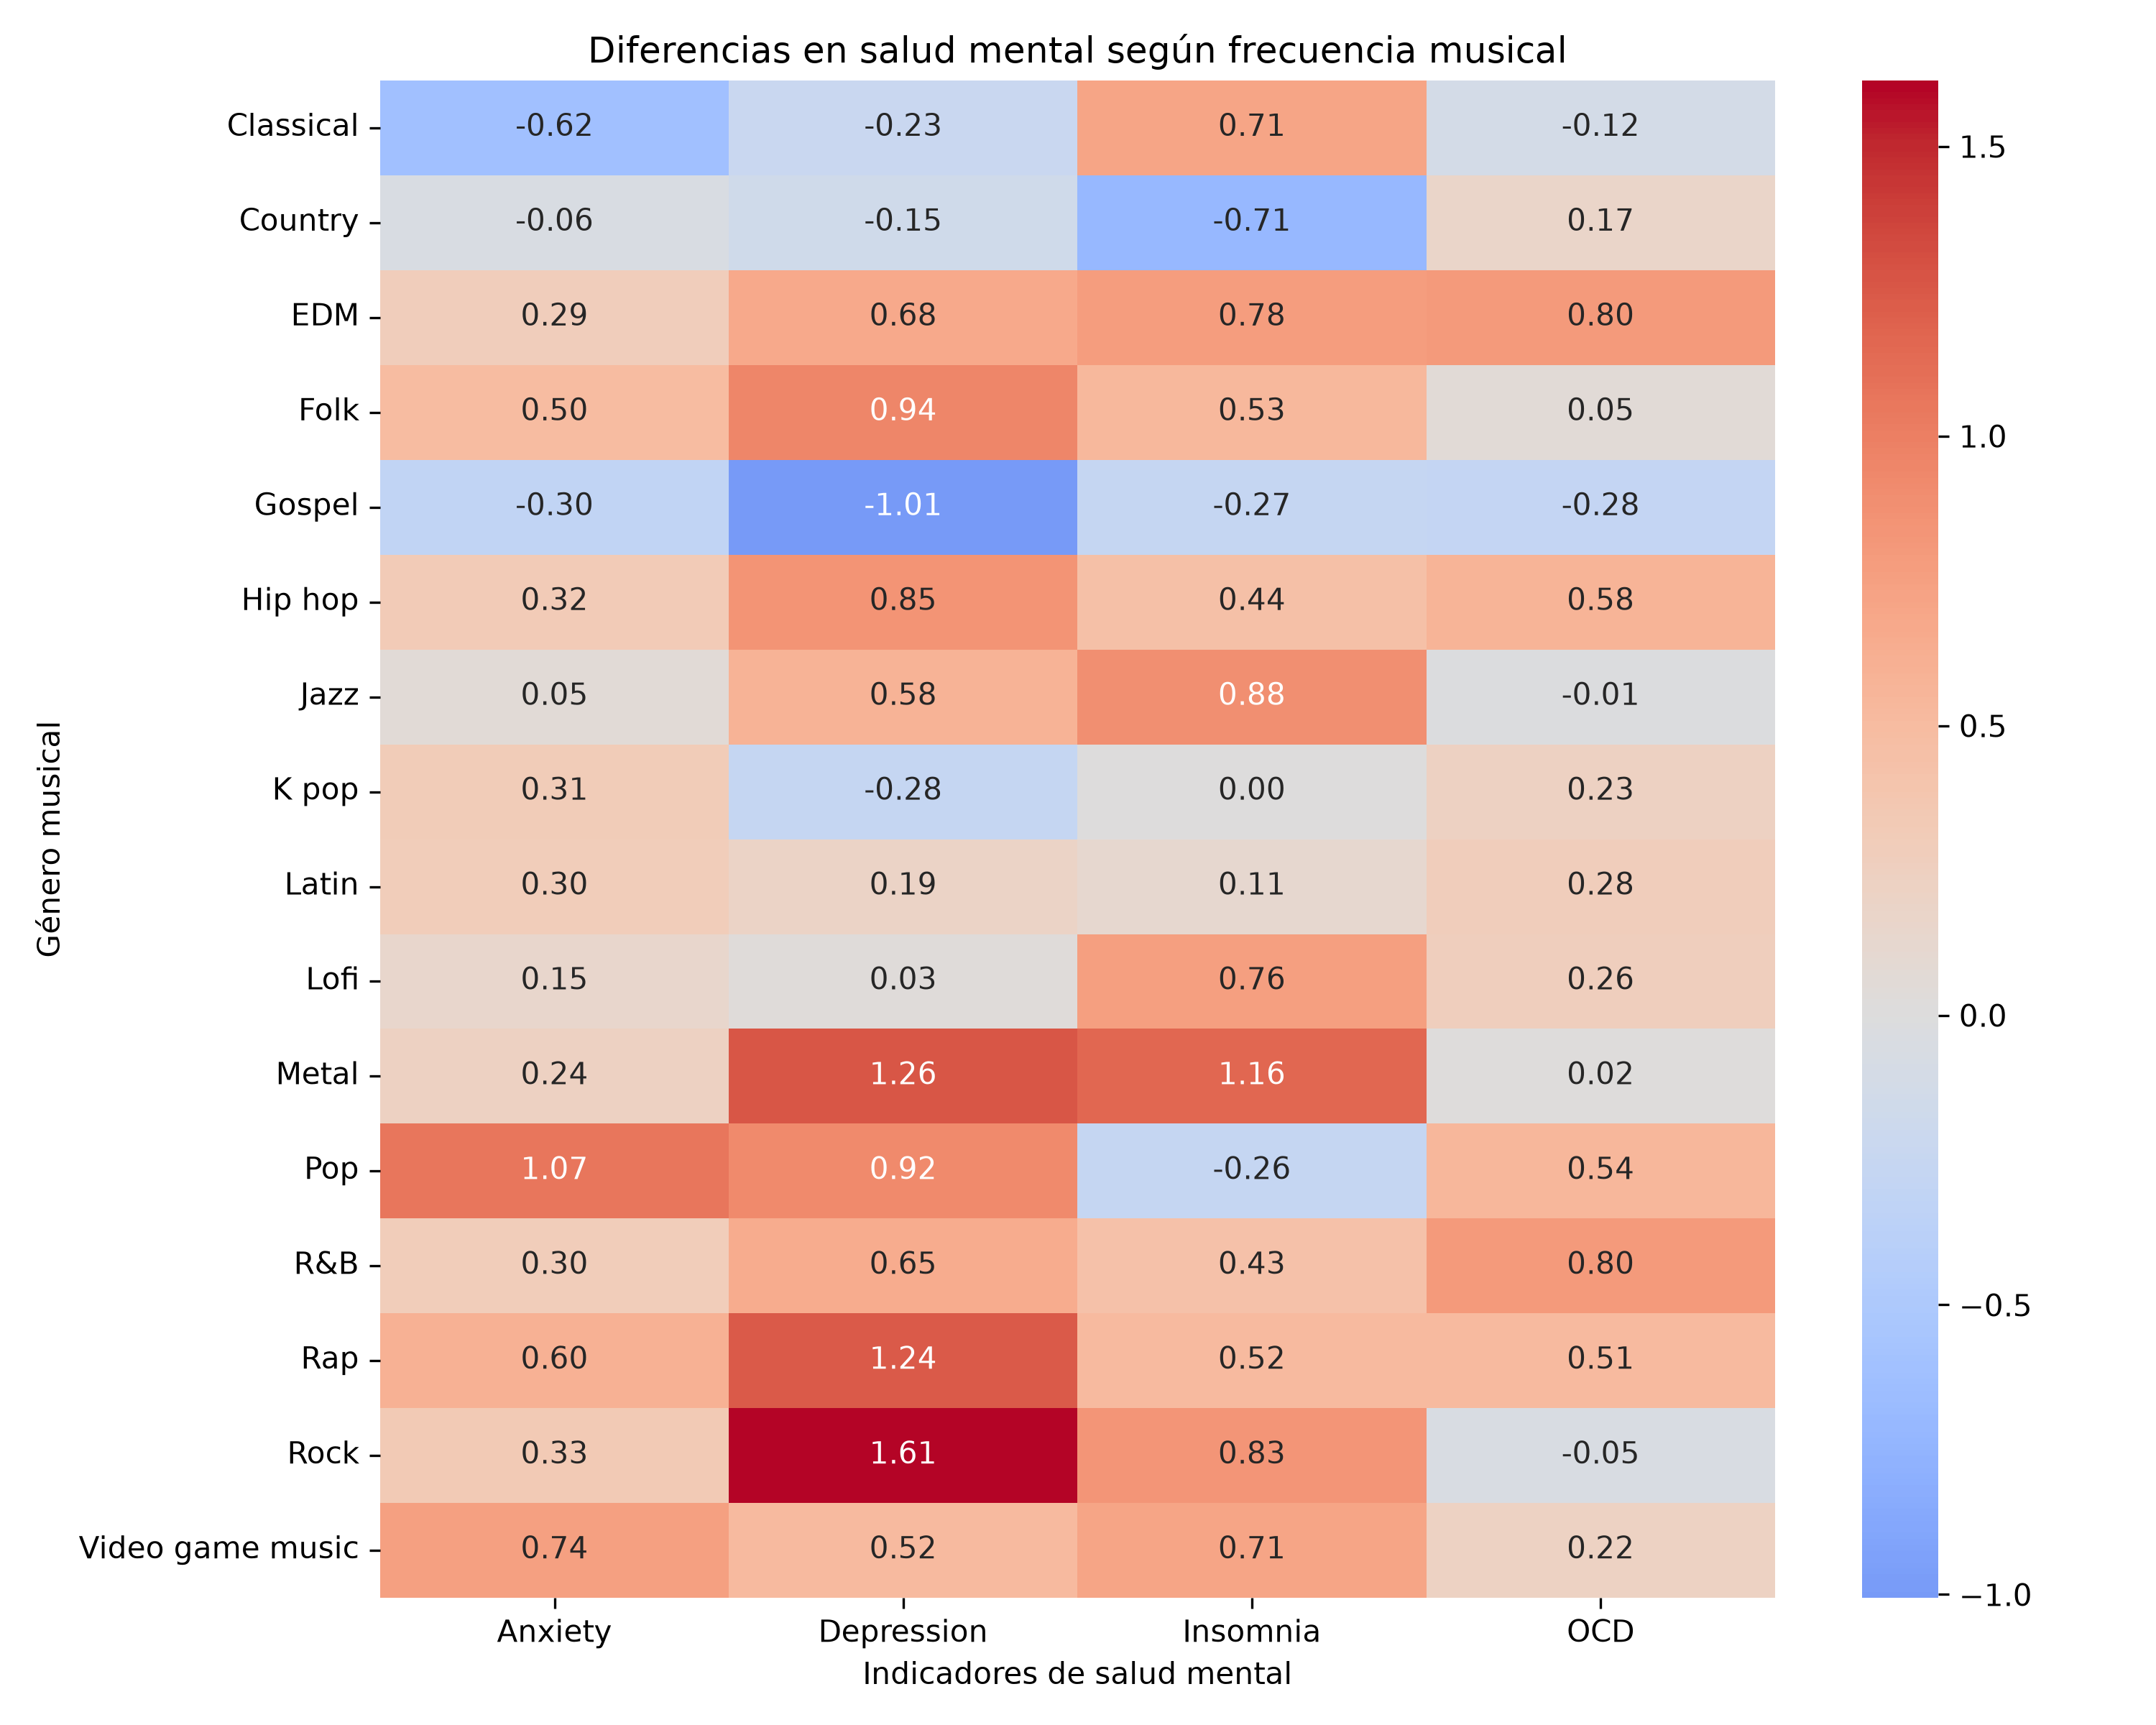 Diferencias en salud mental según frecuencia musical
Género musical
Classical -0.62 -0.23 0.71 -0.12
Country -0.06 -0.15 -0.71 0.17
EDM 0.29 0.68 0.78 0.80
Folk 0.50 0.94 0.53 0.05
Gospel -0.30 -1.01 -0.27 -0.28
Hip hop 0.32 0.85 0.44 0.58
Jazz 0.05 0.58 0.88 -0.01
K pop 0.31 -0.28 0.00 0.23
Latin 0.30 0.19 0.11 0.28
Lofi 0.15 0.03 0.76 0.26
Metal 0.24 1.26 1.16 0.02
Pop 1.07 0.92 -0.26 0.54
R&B 0.30 0.65 0.43 0.80
Rap 0.60 1.24 0.52 0.51
Rock 0.33 1.61 0.83 -0.05
Video game music 0.74 0.52 0.71 0.22
Anxiety Depression Insomnia OCD
Indicadores de salud mental
1.5
1.0
0.5
0.0
−0.5
−1.0